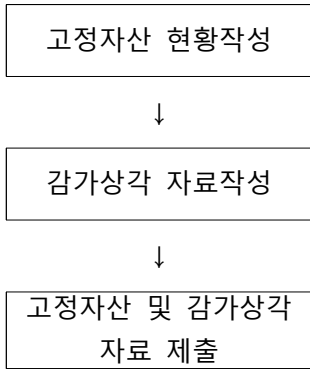 고정자산 현황작성
↓
감가상각 자료작성
↓
고정자산 및 감가상각
자료 제출